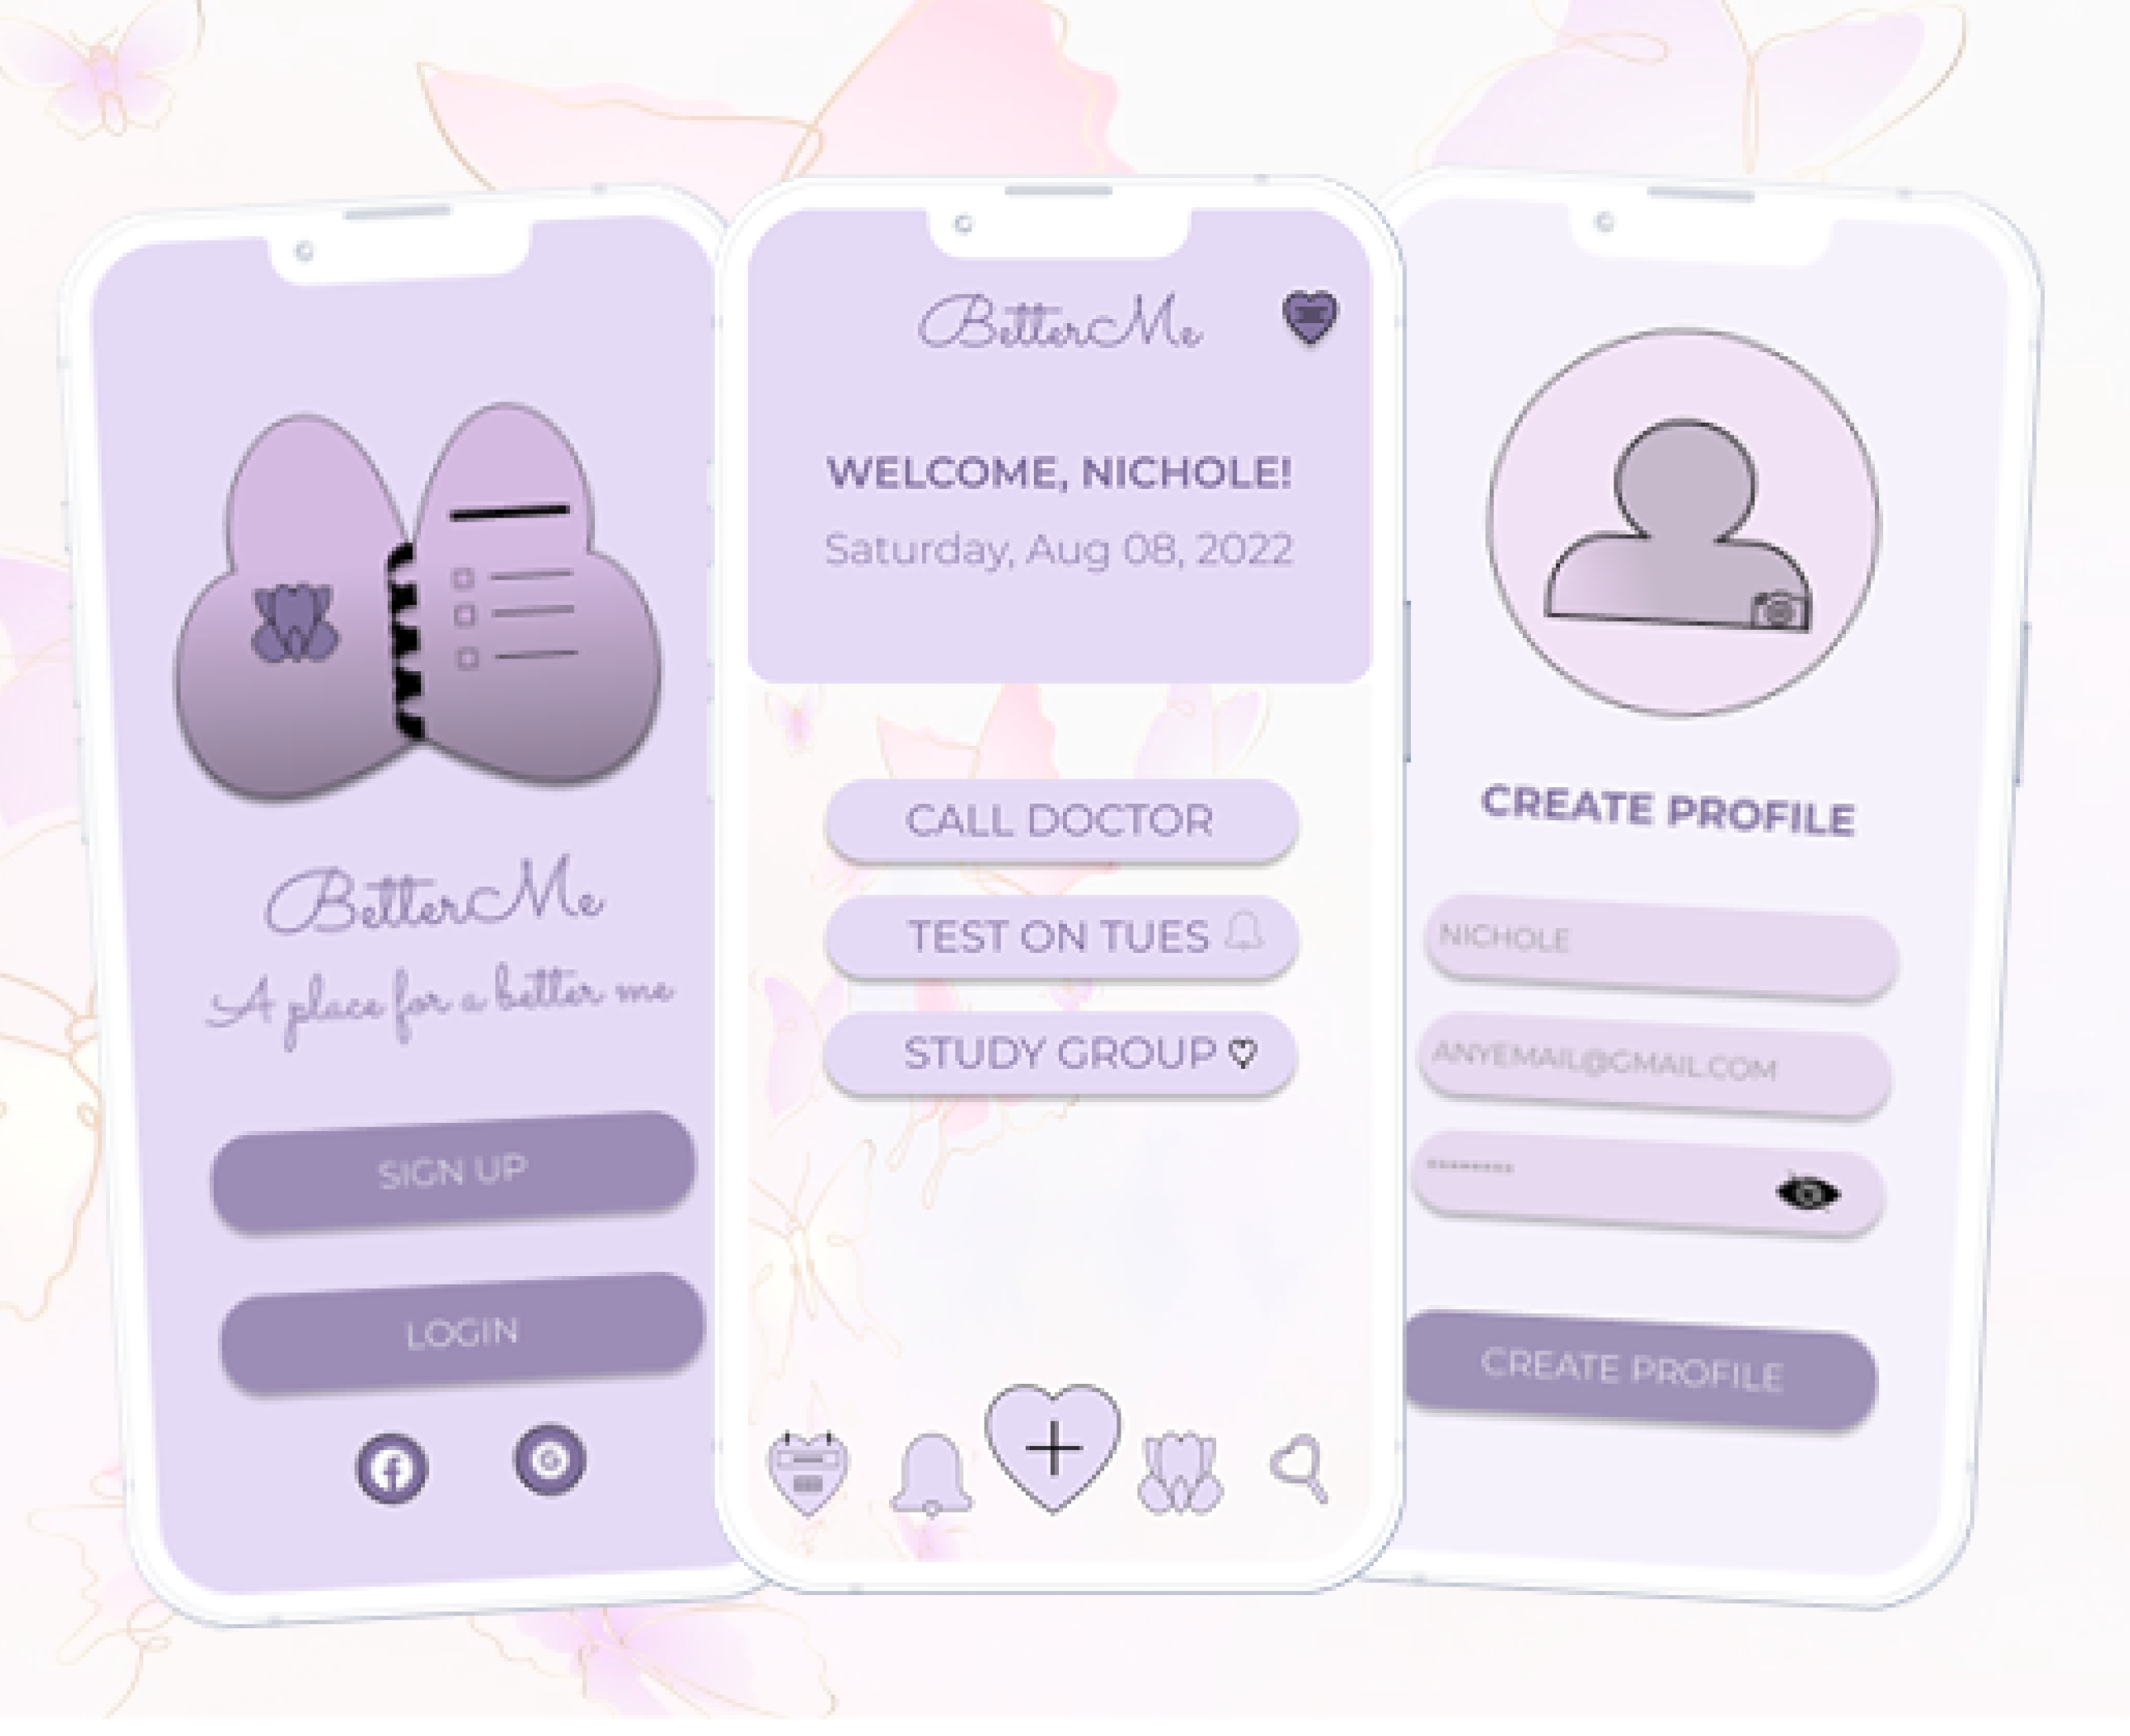 BetterMe
A place for a better me
SIGN UP
LOGIN
f
G
BetterMe
WELCOME, NICHOLE!
Saturday, Aug 08, 2022
CALL DOCTOR
TEST ON TUES
STUDY GROUP
CREATE PROFILE
NICHOLE
ANYEMAIL@GMAIL.COM
CREATE PROFILE